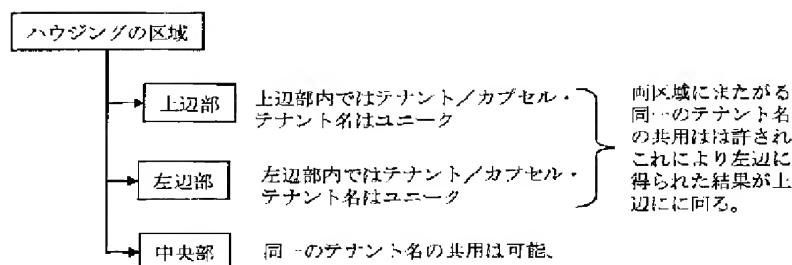 ハウジングの区域
上辺部
上辺部内ではテナント／カプセル・
テナント名はユニーク
左辺部
左辺部内ではテナント／カプセル・
テナント名はユニーク
両区域にまたがる
同一のテナント名
の共用はは許され
これにより左辺に
得られた結果が上
辺にに回る。
中央部
同一のテナント名の共用は可能、